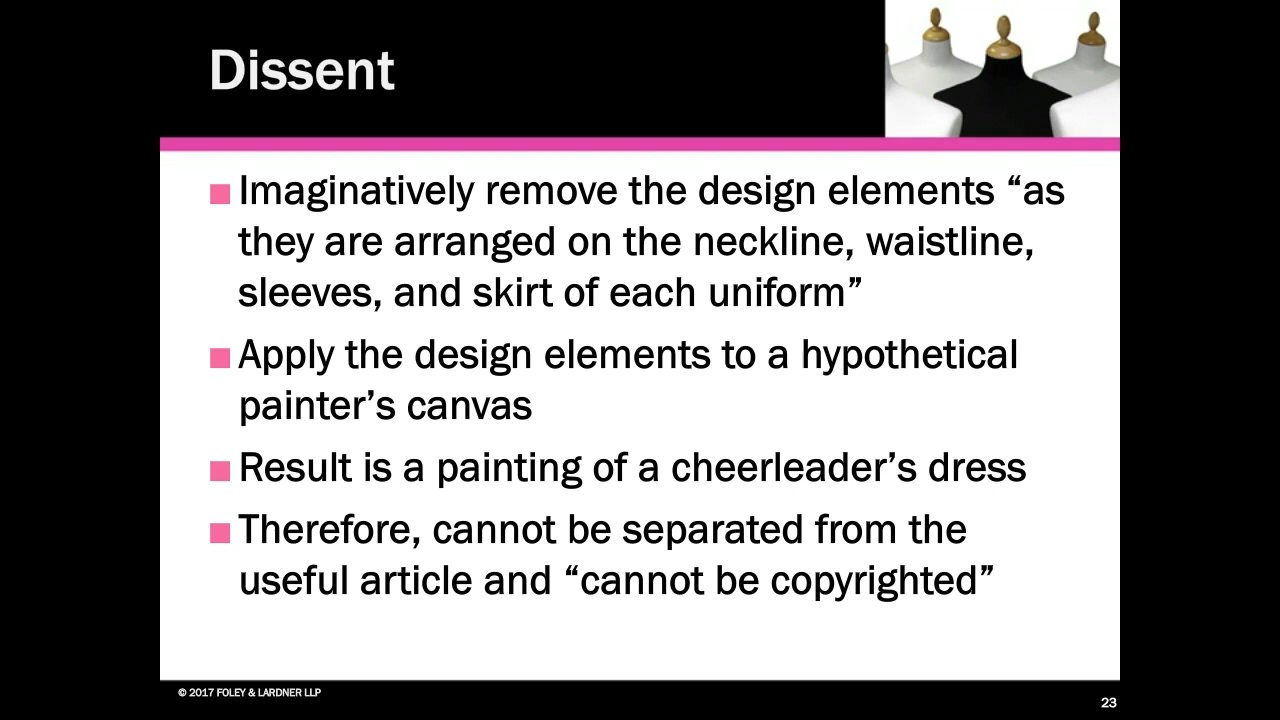 Dissent
Imaginatively remove the design elements “as
they are arranged on the neckline, waistline,
sleeves, and skirt of each uniform”
Apply the design elements to a hypothetical
painter’s canvas
Result is a painting of a cheerleader’s dress
Therefore, cannot be separated from the
useful article and “cannot be copyrighted”
© 2017 FOLEY & LARDNER LLP
23